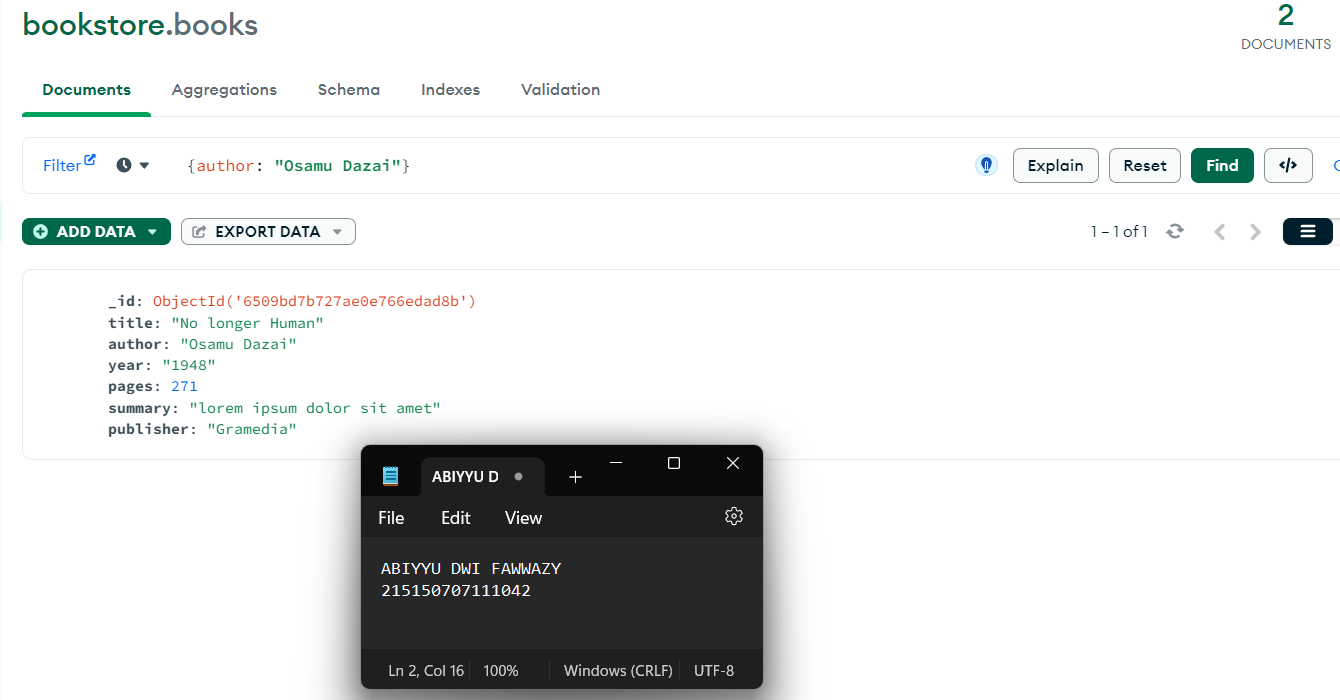 bookstore.books
2
DOCUMENTS
Documents Aggregations Schema Indexes Validation
Filter {author: "Osamu Dazai"} Explain Reset Find </>
ADD DATA EXPORT DATA 1 – 1 of 1
_id: ObjectId('6509bd7b727ae0e766edad8b')
title: "No longer Human"
author: "Osamu Dazai"
year: "1948"
pages: 271
summary: "lorem ipsum dolor sit amet"
publisher: "Gramedia"
ABIYYU D
File Edit View
ABIYYU DWI FAWWAZY
215150707111042
Ln 2, Col 16 100% Windows (CRLF) UTF-8